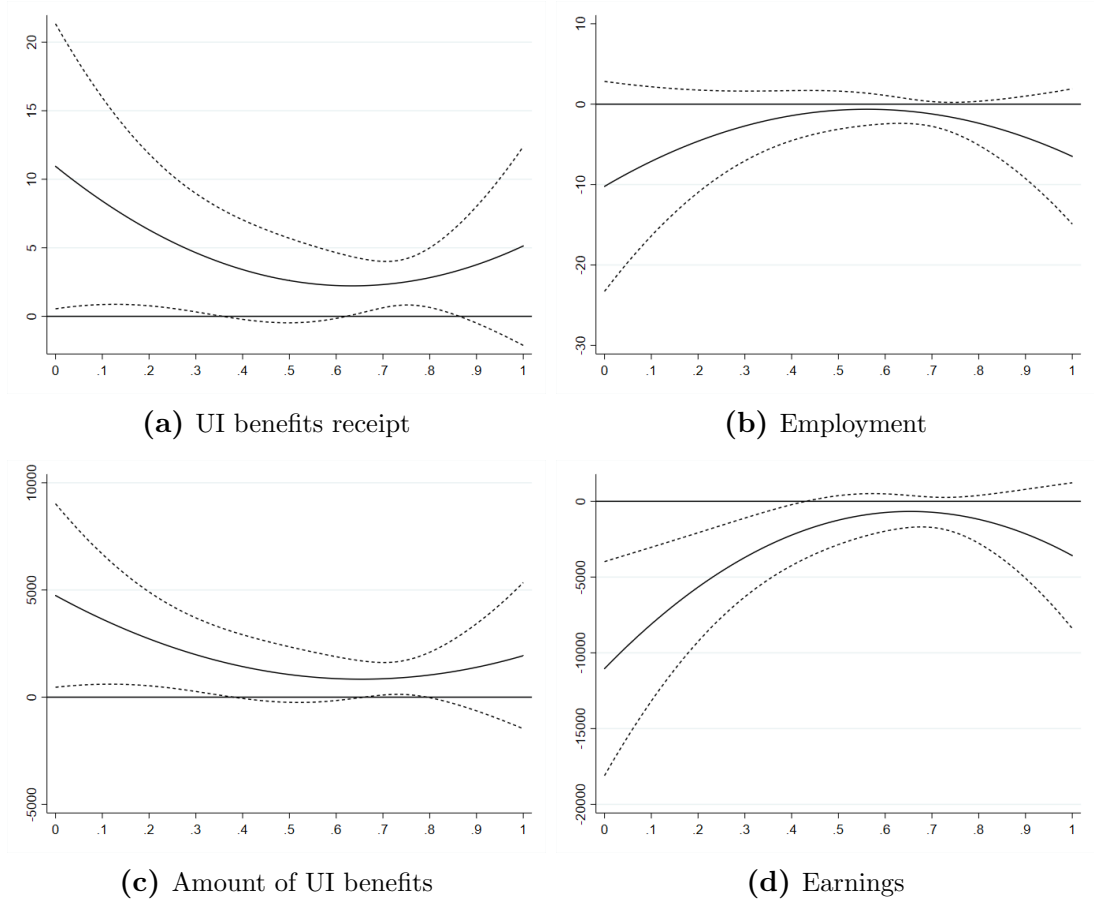 20
15
10
5
0
0 .1 .2 .3 .4 .5 .6 .7 .8 .9 1
(a) UI benefits receipt
10
0
-10
-20
-30
0 .1 .2 .3 .4 .5 .6 .7 .8 .9 1
(b) Employment
10000
5000
0
-5000
0 .1 .2 .3 .4 .5 .6 .7 .8 .9 1
(c) Amount of UI benefits
0
-5000
-10000
-15000
-20000
0 .1 .2 .3 .4 .5 .6 .7 .8 .9 1
(d) Earnings